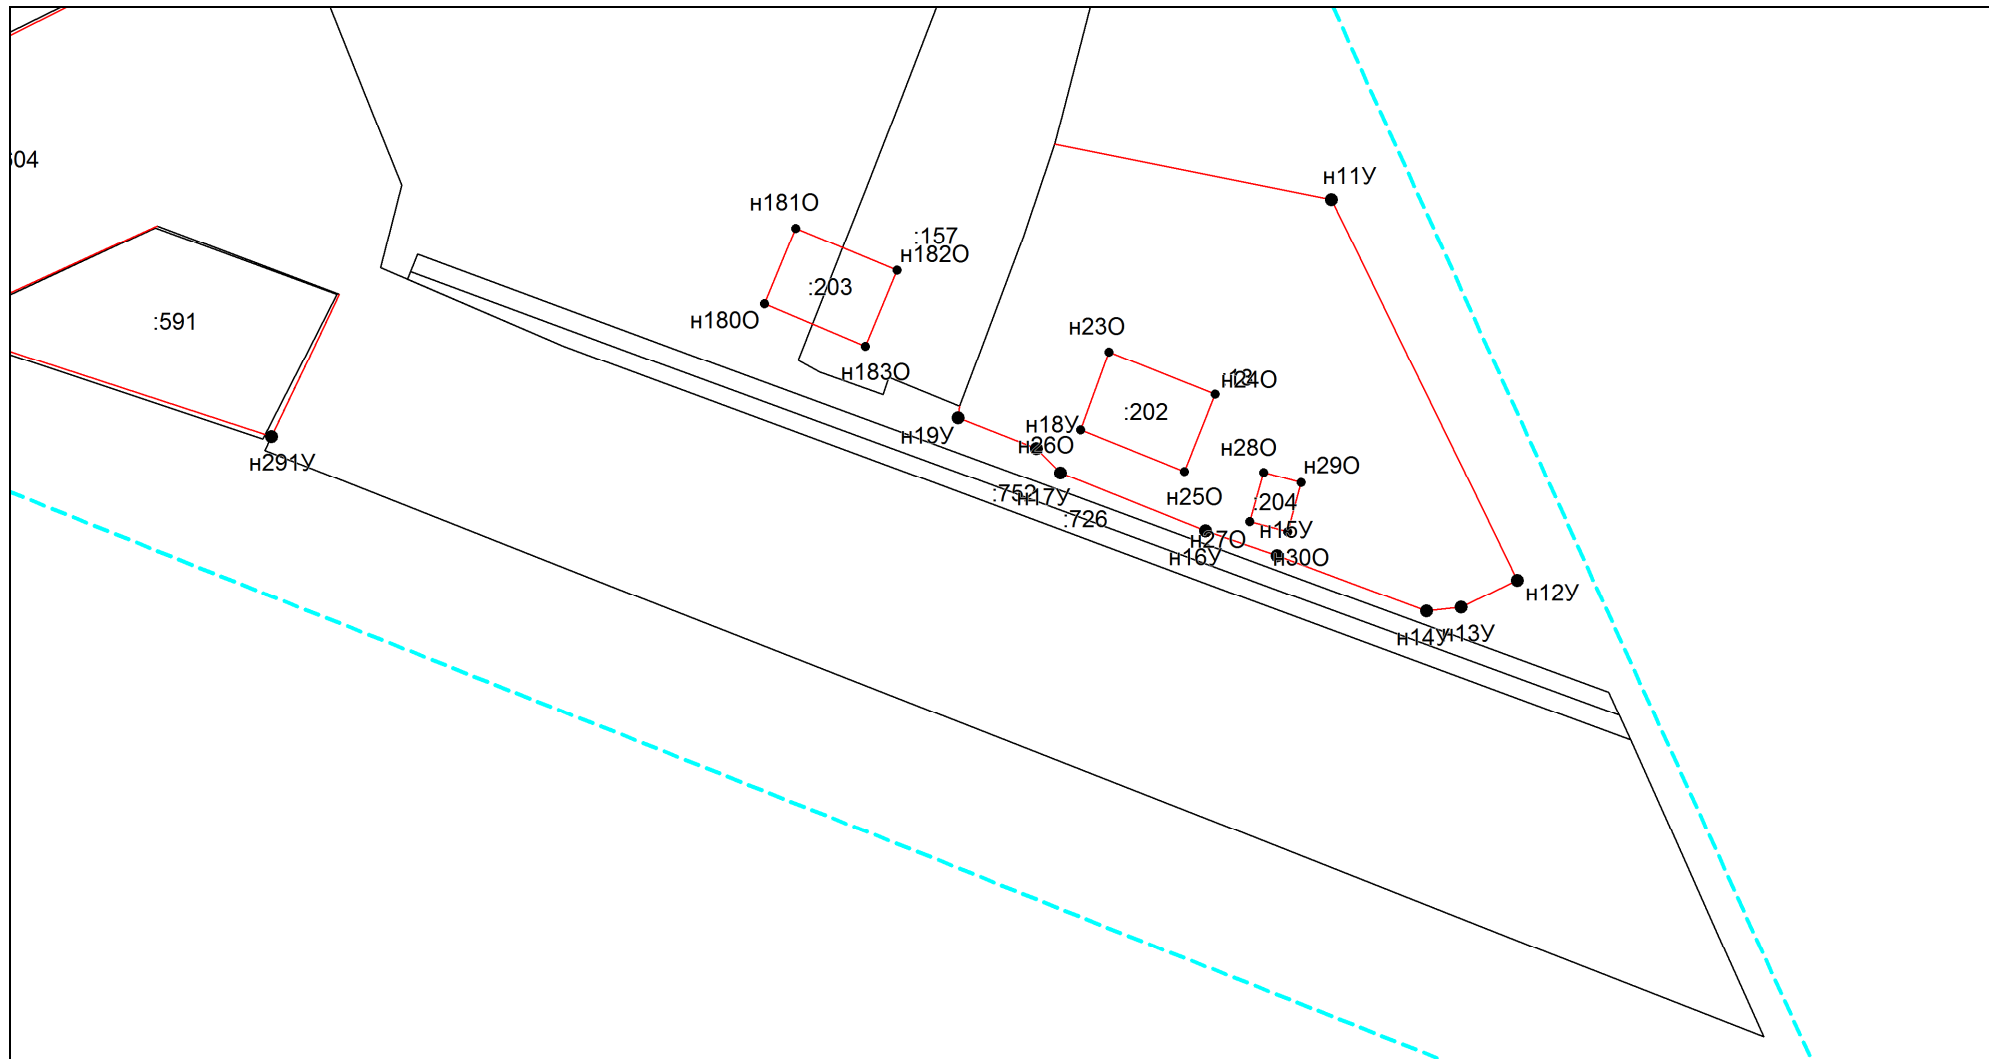 н11У
н181О
:157
н182О
:203
н180О
:591
н23О
н183О
н24О
:202
н18У
н19У
н26О
н28О
н291У
н29О
:752
н17У
н25О
:204
:726
н15У
н27О
н16У
н30О
н12У
н14У
н13У